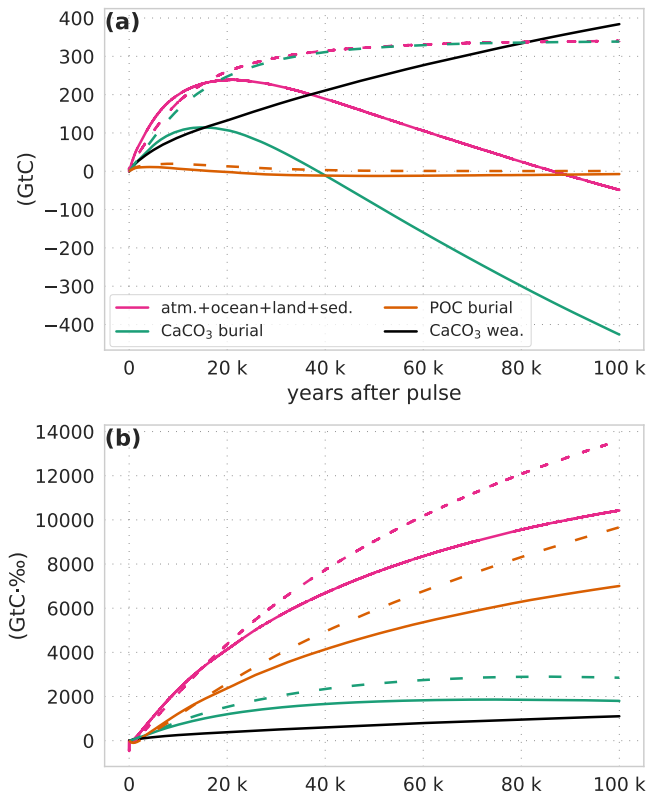 (a)
400
300
200
100
0
−100
−200
−300
−400
(GtC)
atm.+ocean+land+sed.
CaCO₃ burial
POC burial
CaCO₃ wea.
0 20 k 40 k 60 k 80 k 100 k
years after pulse
(b)
14000
12000
10000
8000
6000
4000
2000
0
(GtC·‰)
0 20 k 40 k 60 k 80 k 100 k